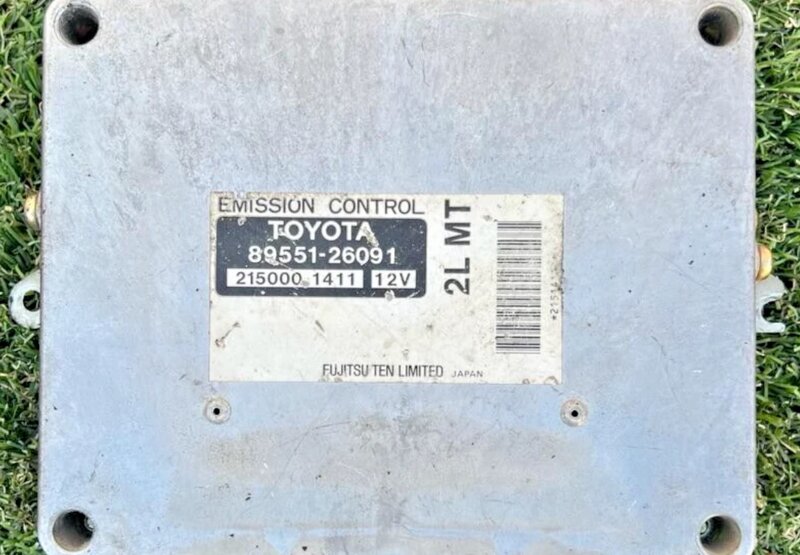 EMISSION CONTROL
TOYOTA
89551-26091
215000 1411 12V
2L MT
FUJITSU TEN LIMITED JAPAN